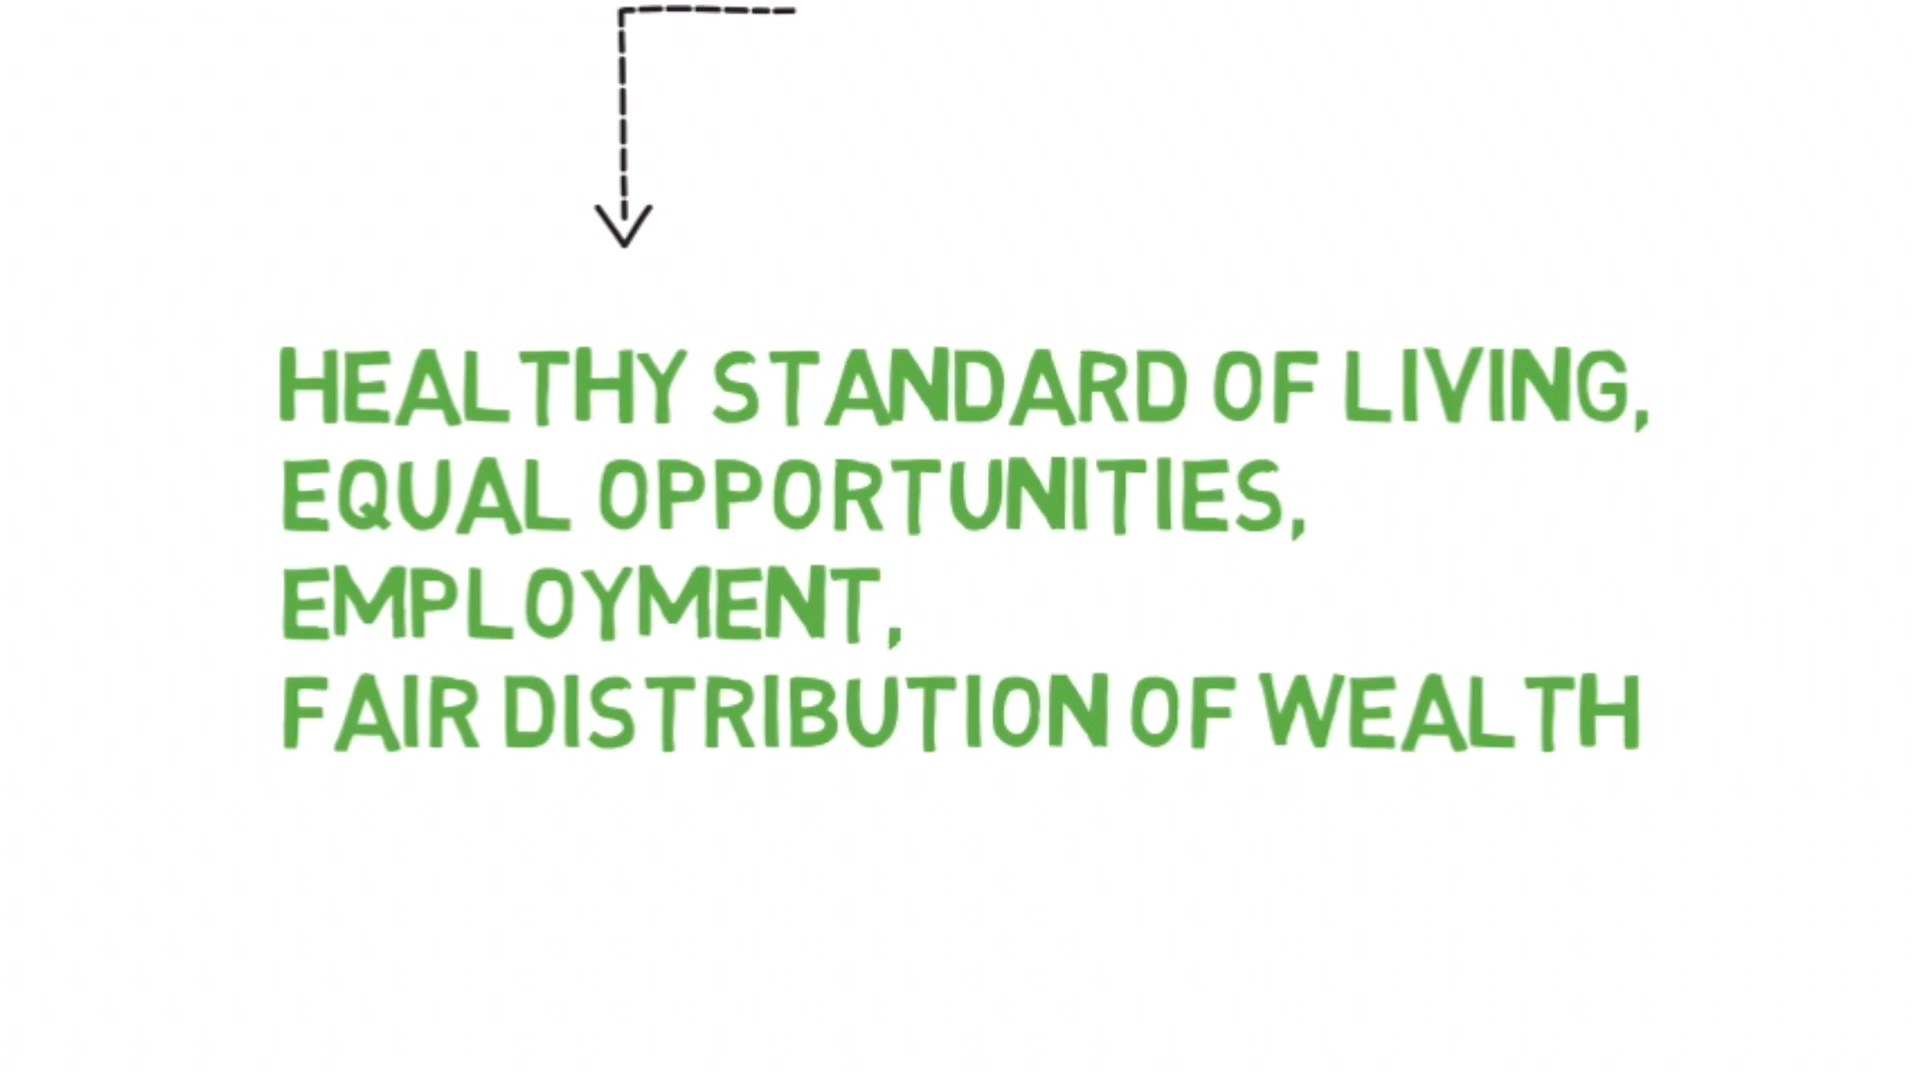 HEALTHY STANDARD OF LIVING,
EQUAL OPPORTUNITIES,
EMPLOYMENT,
FAIR DISTRIBUTION OF WEALTH